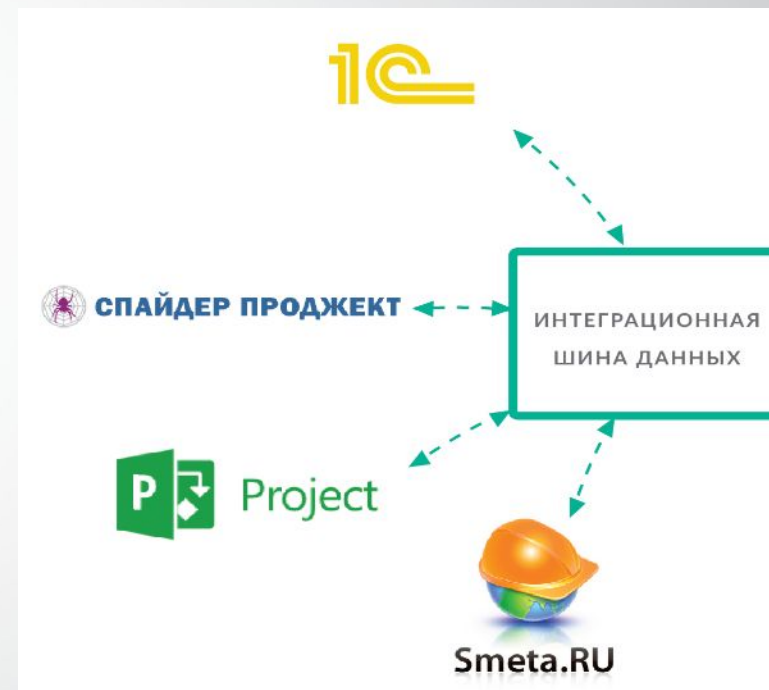 1С
СПАЙДЕР ПРОДЖЕКТ
ИНТЕГРАЦИОННАЯ
ШИНА ДАННЫХ
P Project
Smeta.RU